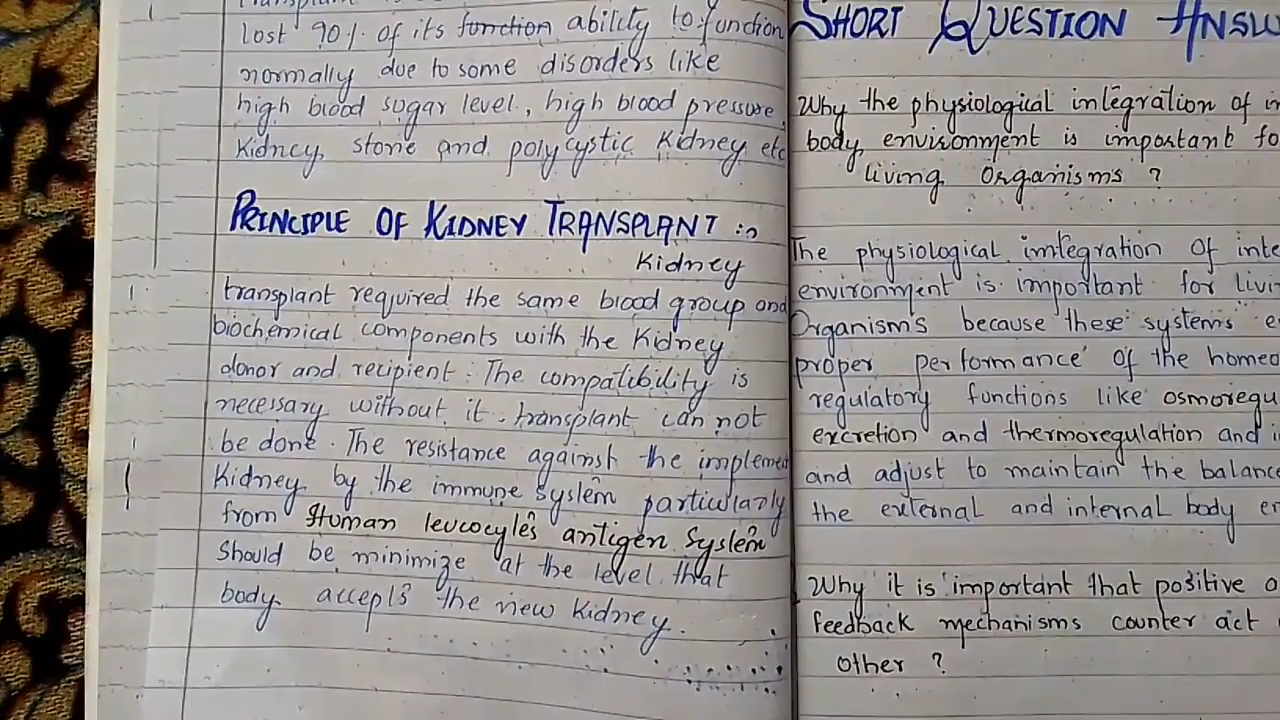 lost 90% of its function ability to function
normally due to some disorders like
high blood sugar level, high blood pressure,
Kidney stone and polycystic Kidney etc
PRINCIPLE OF KIDNEY TRANSPLANT :
Kidney
transplant required the same blood group and
biochemical components with the Kidney
donor and recipient. The compatibility is
necessary without it transplant can not
be done. The resistance against the implemen
Kidney by the immune system particularly
from Human leucocytes antigen System
should be minimize at the level that
body accepts the new Kidney.
SHORT QUESTION ANSW
Why the physiological integration of in
body environment is important fo
living Organisms ?
The physiological integration of inte
environment is important for livi
Organisms because these systems e
proper performance of the homeo
regulatory functions like osmoregu
excretion and thermoregulation and i
and adjust to maintain the balance
the external and internal body en
Why it is important that positive a
feedback mechanisms counter act
other ?